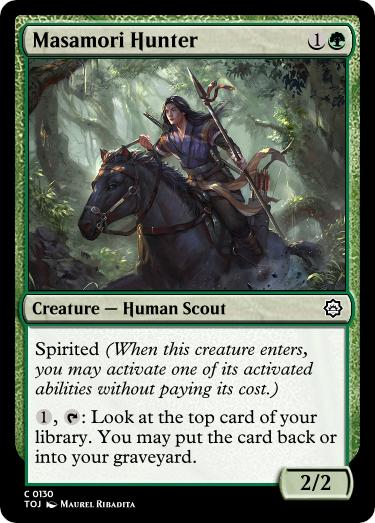 Masamori Hunter 1
Creature — Human Scout
Spirited (When this creature enters,
you may activate one of its activated
abilities without paying its cost.)
1, : Look at the top card of your
library. You may put the card back or
into your graveyard.
2/2
C 0130
TOJ Maurel Ribadita